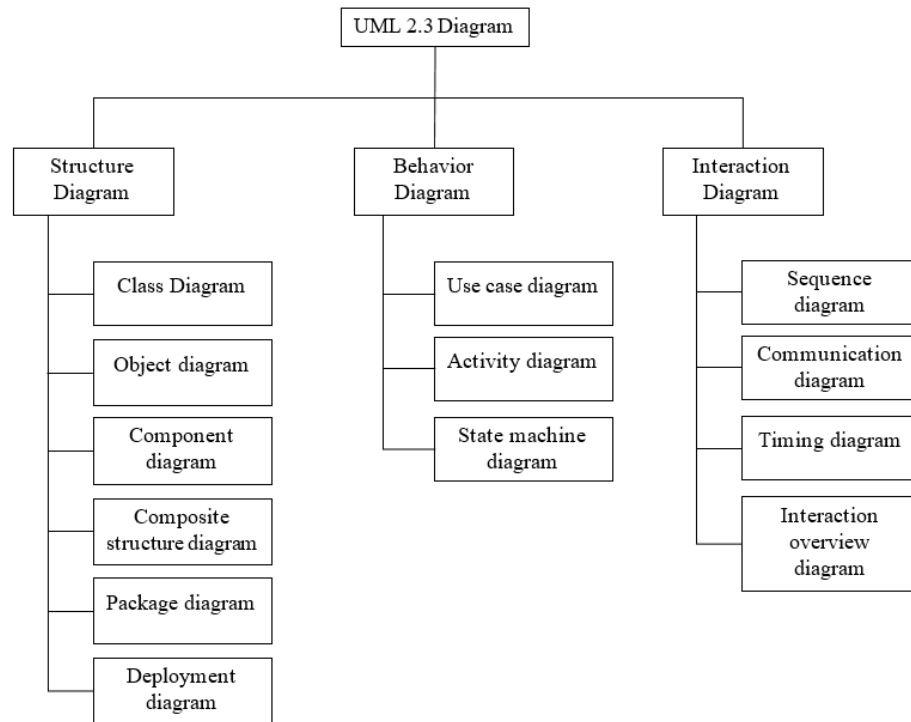 UML 2.3 Diagram
Structure
Diagram
Behavior
Diagram
Interaction
Diagram
Class Diagram
Object diagram
Component
diagram
Composite
structure diagram
Package diagram
Deployment
diagram
Use case diagram
Activity diagram
State machine
diagram
Sequence
diagram
Communication
diagram
Timing diagram
Interaction
overview
diagram